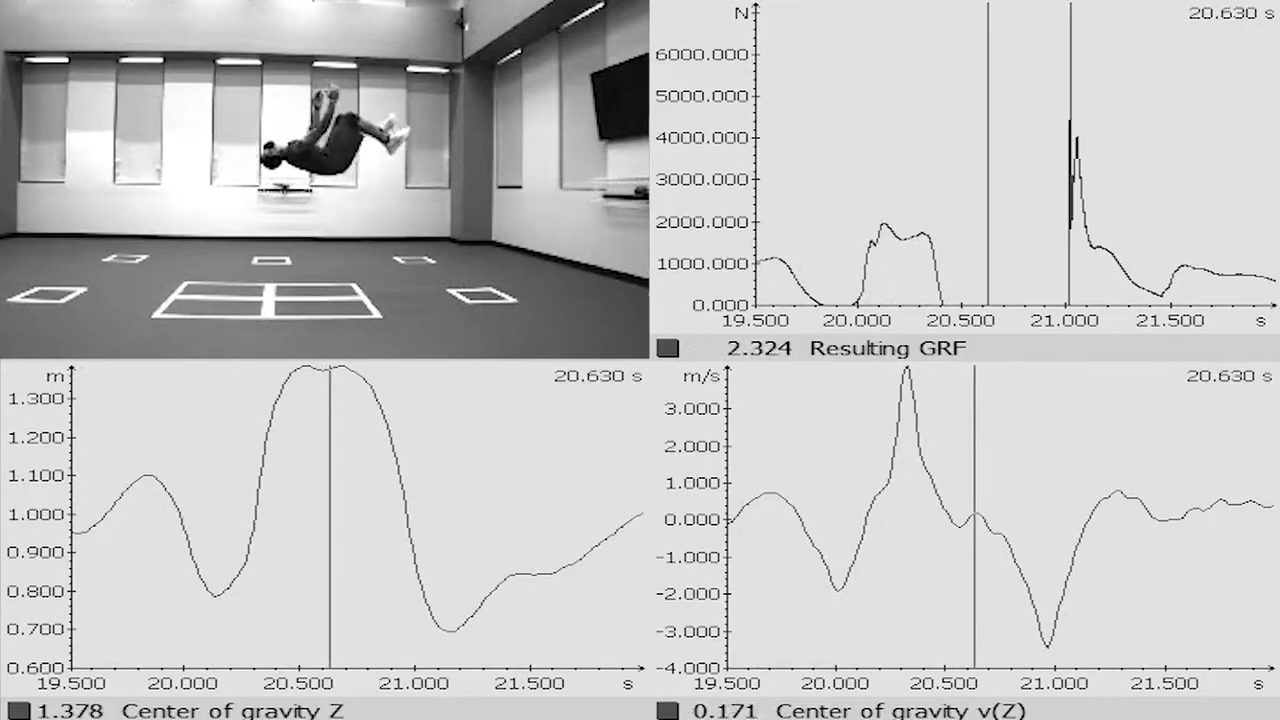 N
20.630 s
6000.000
5000.000
4000.000
3000.000
2000.000
1000.000
0.000
19.500 20.000 20.500 21.000 21.500 s
2.324 Resulting GRF
m
20.630 s
1.300
1.200
1.100
1.000
0.900
0.800
0.700
0.600
19.500 20.000 20.500 21.000 21.500 s
1.378 Center of gravity Z
m/s
20.630 s
3.000
2.000
1.000
0.000
-1.000
-2.000
-3.000
-4.000
19.500 20.000 20.500 21.000 21.500 s
0.171 Center of gravity v(Z)